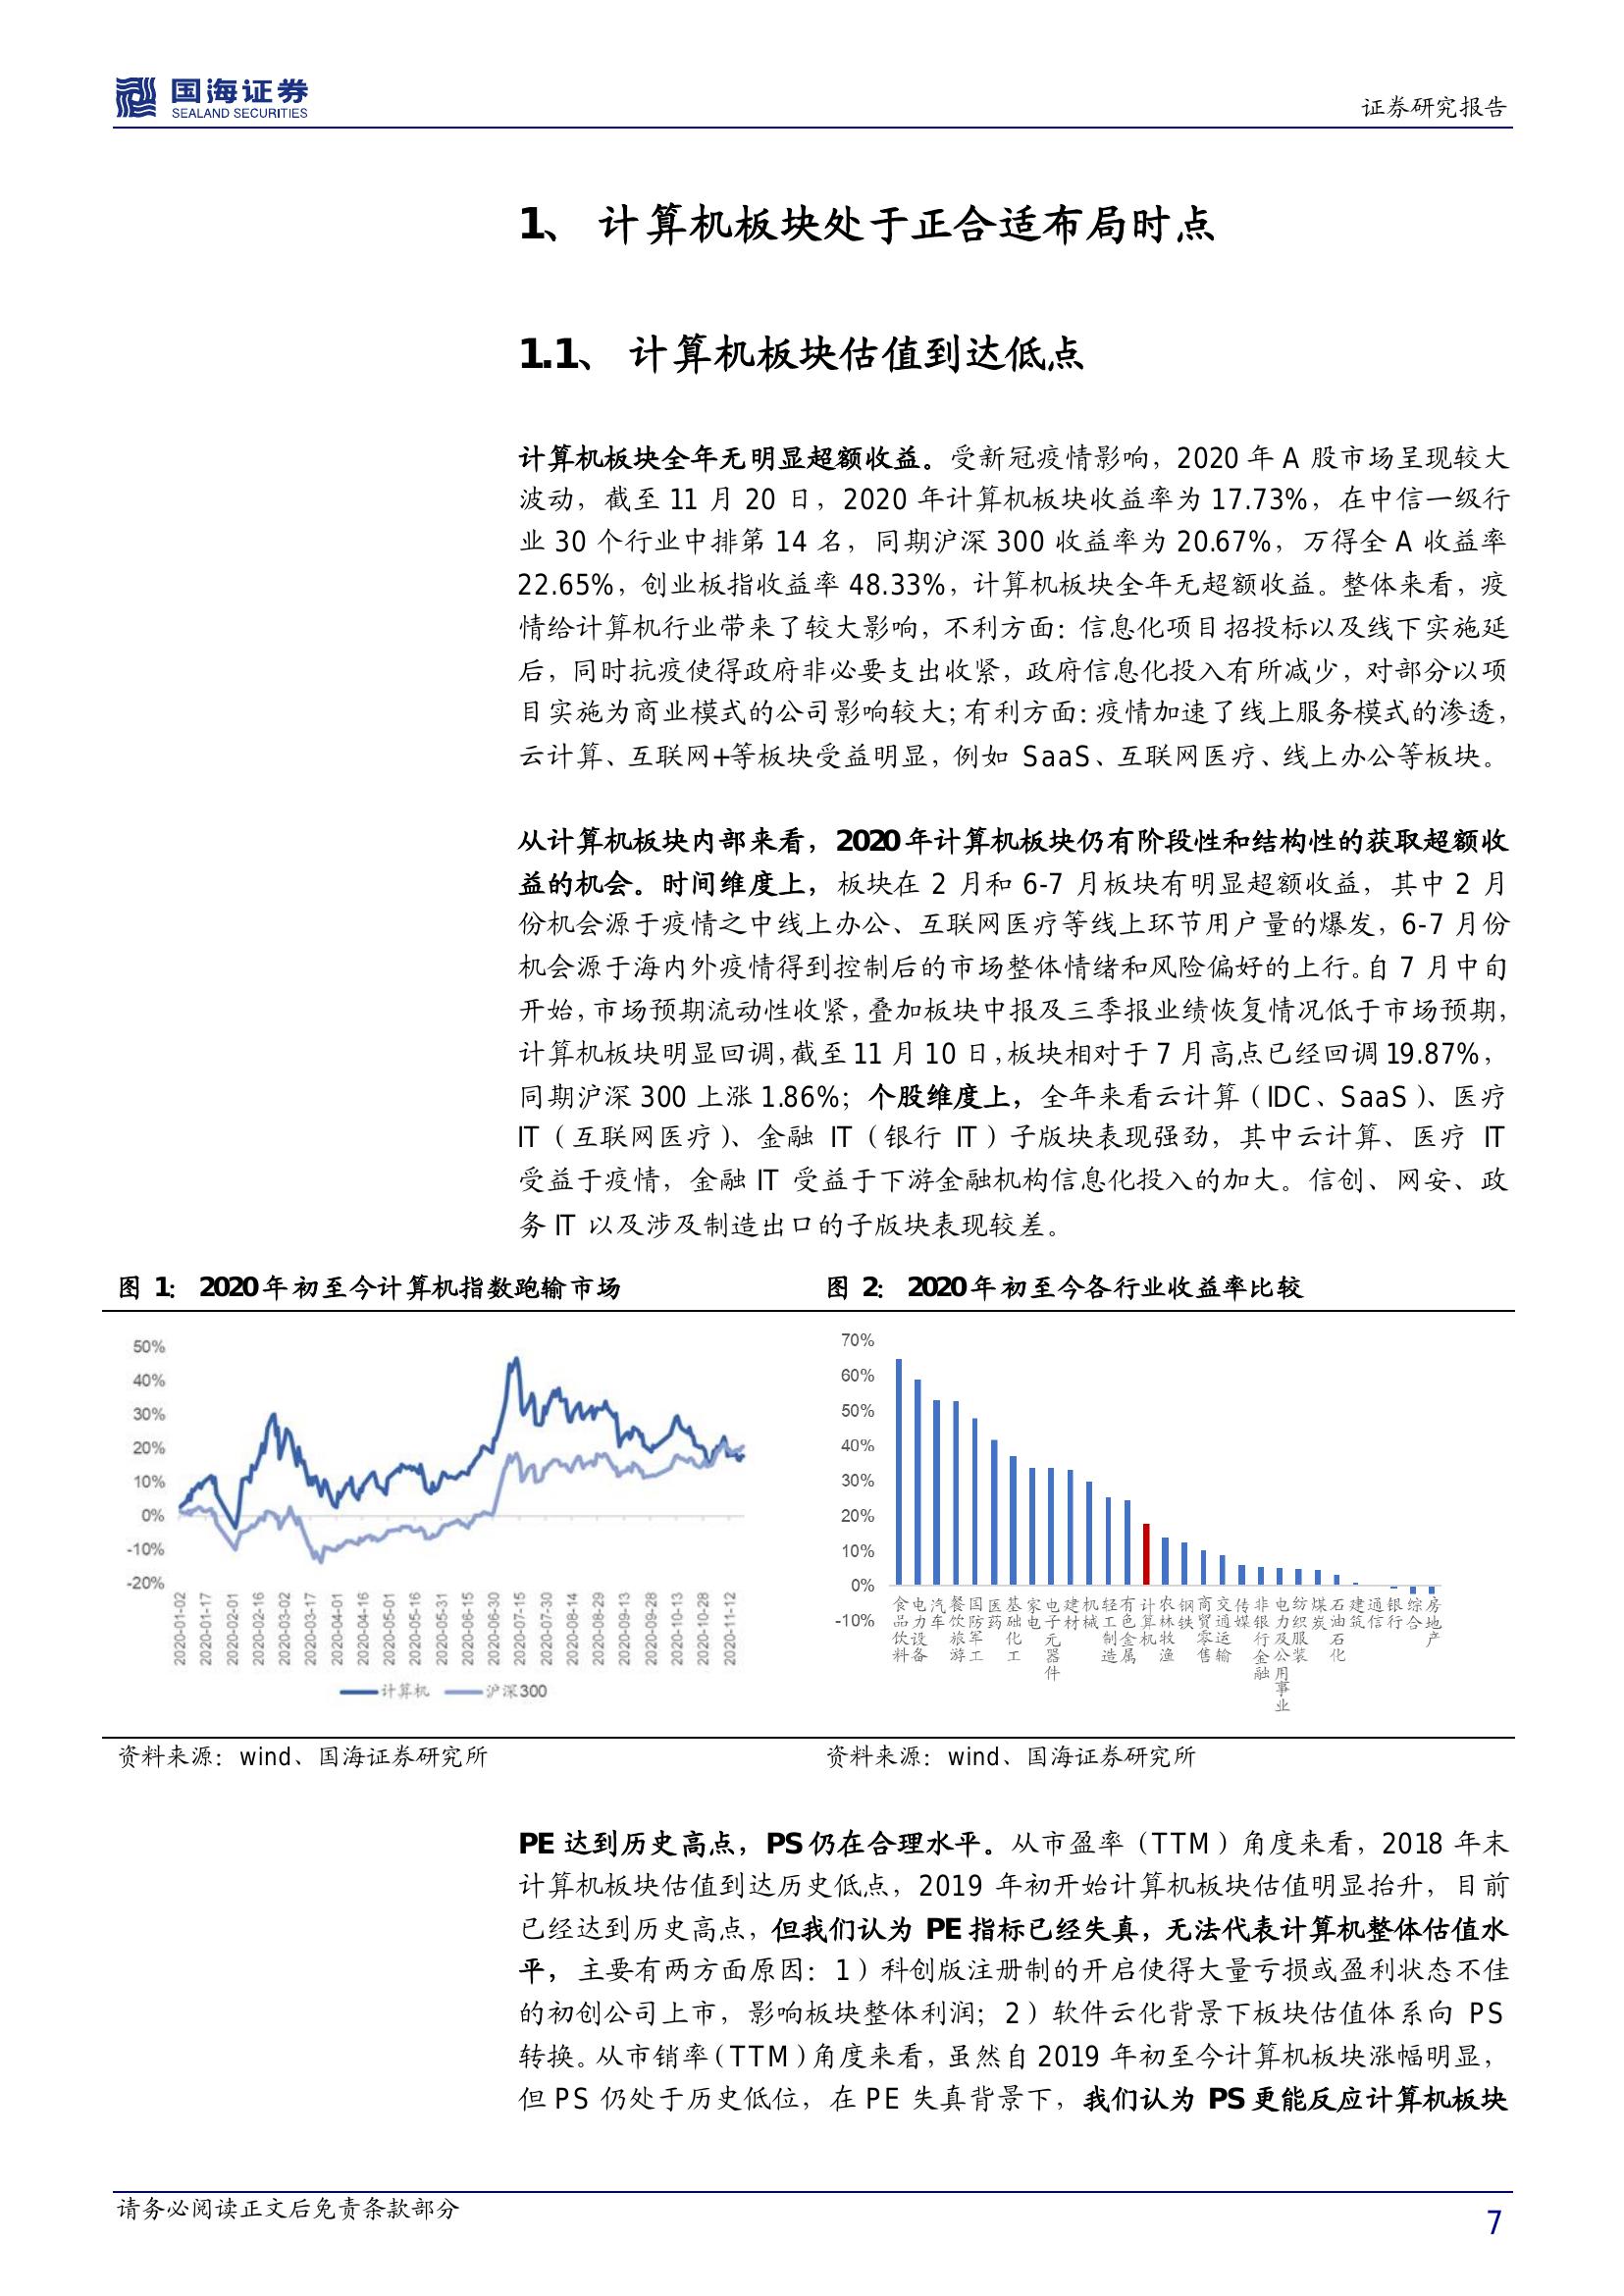 国海证券
SEALAND SECURITIES
证券研究报告
1、 计算机板块处于正合适布局时点
1.1、 计算机板块估值到达低点
计算机板块全年无明显超额收益。受新冠疫情影响，2020 年 A 股市场呈现较大
波动，截至 11 月 20 日，2020 年计算机板块收益率为 17.73%，在中信一级行
业 30 个行业中排第 14 名，同期沪深 300 收益率为 20.67%，万得全 A 收益率
22.65%，创业板指收益率 48.33%，计算机板块全年无超额收益。整体来看，疫
情给计算机行业带来了较大影响，不利方面：信息化项目招投标以及线下实施延
后，同时抗疫使得政府非必要支出收紧，政府信息化投入有所减少，对部分以项
目实施为商业模式的公司影响较大；有利方面：疫情加速了线上服务模式的渗透，
云计算、互联网+等板块受益明显，例如 SaaS、互联网医疗、线上办公等板块。
从计算机板块内部来看，2020 年计算机板块仍有阶段性和结构性的获取超额收
益的机会。时间维度上，板块在 2 月和 6-7 月板块有明显超额收益，其中 2 月
份机会源于疫情之中线上办公、互联网医疗等线上环节用户量的爆发，6-7 月份
机会源于海内外疫情得到控制后的市场整体情绪和风险偏好的上行。自 7 月中旬
开始，市场预期流动性收紧，叠加板块中报及三季报业绩恢复情况低于市场预期，
计算机板块明显回调，截至 11 月 10 日，板块相对于 7 月高点已经回调 19.87%，
同期沪深 300 上涨 1.86%；个股维度上，全年来看云计算（IDC、SaaS）、医疗
IT（互联网医疗）、金融 IT（银行 IT）子版块表现强劲，其中云计算、医疗 IT
受益于疫情，金融 IT 受益于下游金融机构信息化投入的加大。信创、网安、政
务 IT 以及涉及制造出口的子版块表现较差。
图 1： 2020 年初至今计算机指数跑输市场
50%
40%
30%
20%
10%
0%
-10%
-20%
2020-01-02
2020-01-17
2020-02-01
2020-02-16
2020-03-02
2020-03-17
2020-04-01
2020-04-16
2020-05-01
2020-05-16
2020-05-31
2020-06-15
2020-06-30
2020-07-15
2020-07-30
2020-08-14
2020-08-29
2020-09-13
2020-09-28
2020-10-13
2020-10-28
2020-11-12
计算机 沪深300
资料来源：wind、国海证券研究所
图 2： 2020 年初至今各行业收益率比较
70%
60%
50%
40%
30%
20%
10%
0%
-10%
食品饮料
电力设备
汽车
餐饮旅游
国防军工
医药
基础化工
家电
电子元器件
建材
机械
轻工制造
有色金属
计算机
农林牧渔
钢铁
商贸零售
交通运输
传媒
非银行金融
电力及公用事业
纺织服装
煤炭
石油石化
建筑
通信
银行
综合
房地产
资料来源：wind、国海证券研究所
PE 达到历史高点，PS 仍在合理水平。从市盈率（TTM）角度来看，2018 年末
计算机板块估值到达历史低点，2019 年初开始计算机板块估值明显抬升，目前
已经达到历史高点，但我们认为 PE 指标已经失真，无法代表计算机整体估值水
平，主要有两方面原因：1）科创版注册制的开启使得大量亏损或盈利状态不佳
的初创公司上市，影响板块整体利润；2）软件云化背景下板块估值体系向 PS
转换。从市销率（TTM）角度来看，虽然自 2019 年初至今计算机板块涨幅明显，
但 PS 仍处于历史低位，在 PE 失真背景下，我们认为 PS 更能反应计算机板块
请务必阅读正文后免责条款部分
7